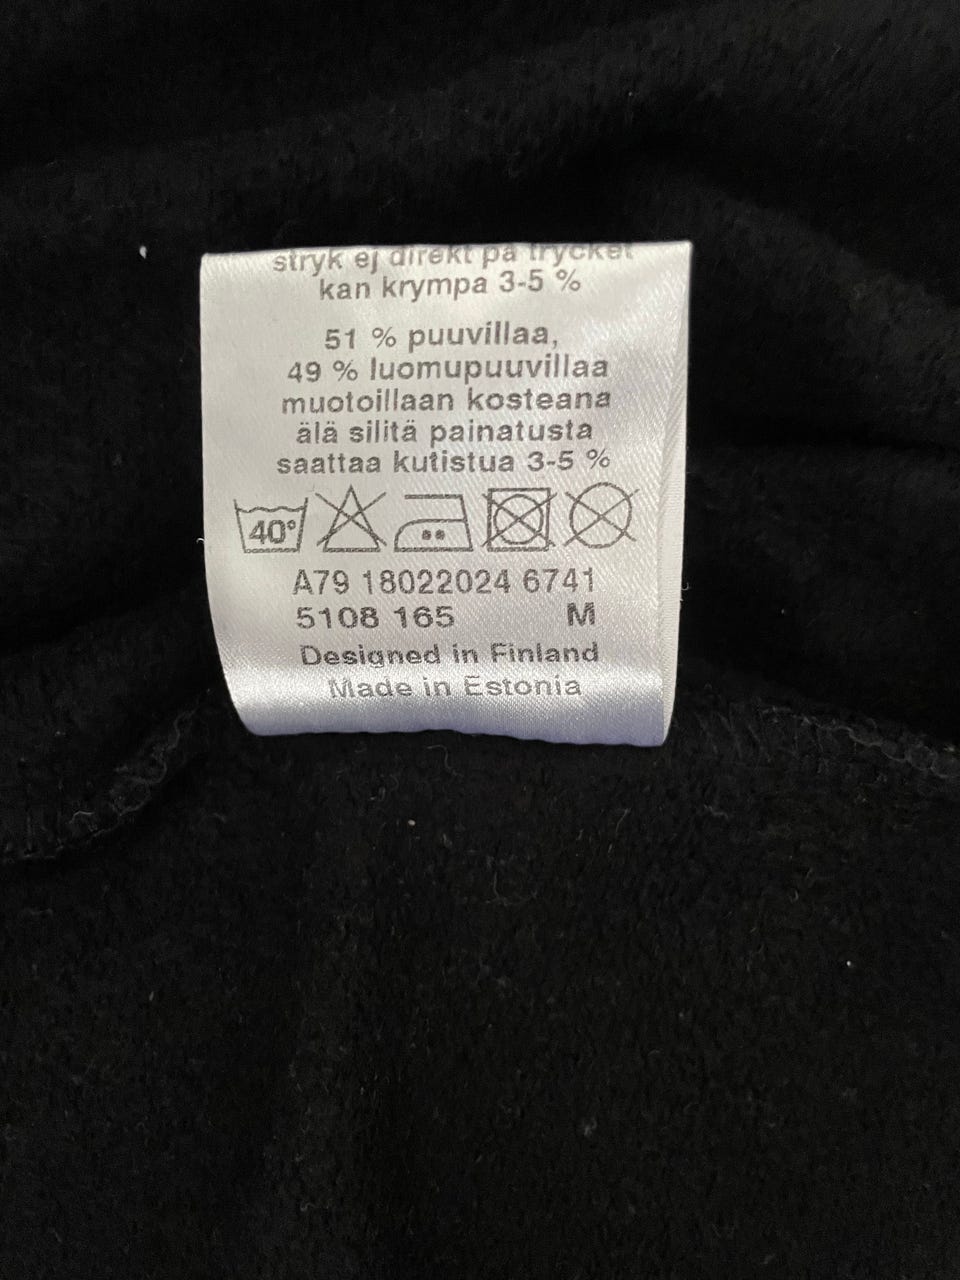 stryk ej direkt på trycket
kan krympa 3-5 %
51 % puuvillaa,
49 % luomupuuvillaa
muotoillaan kosteana
älä silitä painatusta
saattaa kutistua 3-5 %
40°
A79 18022024 6741
5108 165 M
Designed in Finland
Made in Estonia